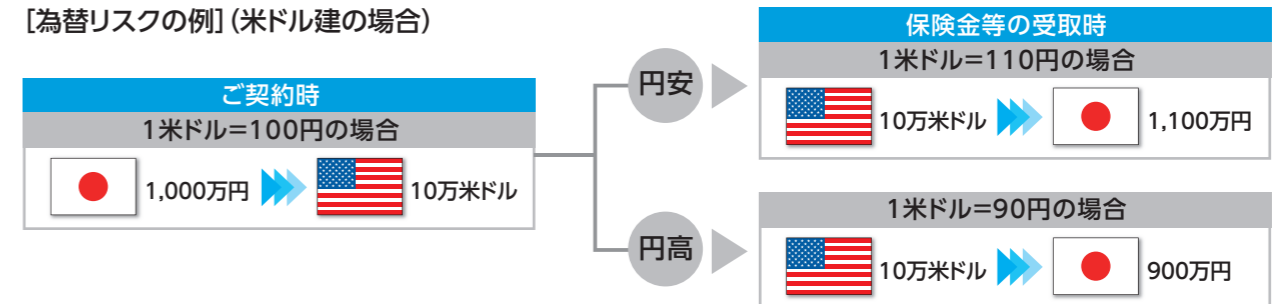 [為替リスクの例](米ドル建の場合)
ご契約時
1米ドル=100円の場合
1,000万円
10万米ドル
円安
保険金等の受取時
1米ドル=110円の場合
10万米ドル
1,100万円
円高
1米ドル=90円の場合
10万米ドル
900万円